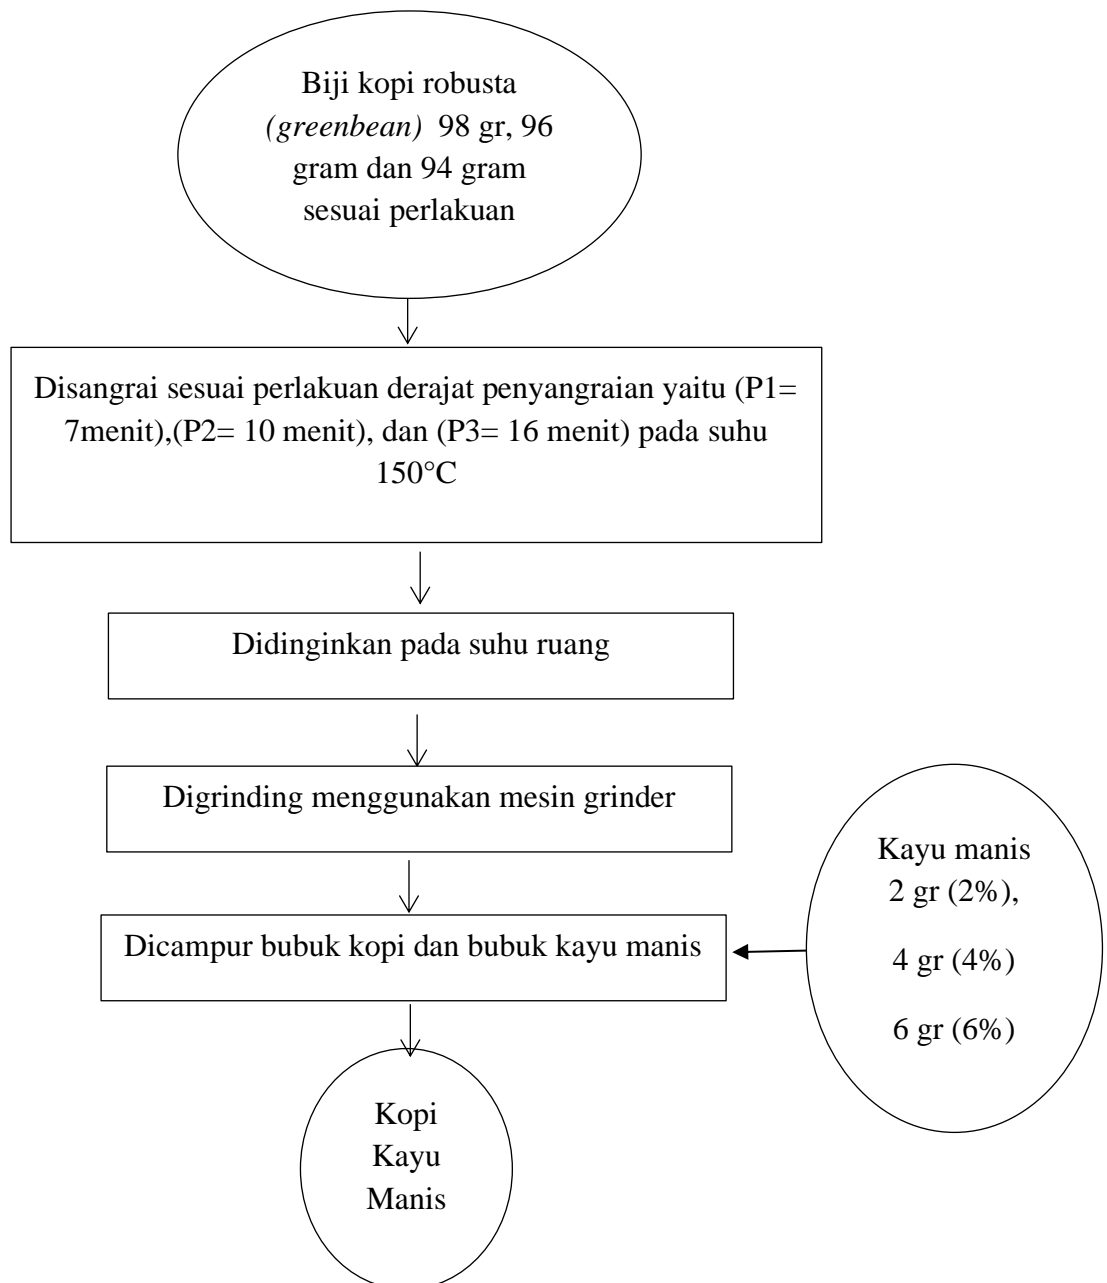 Biji kopi robusta
(greenbean) 98 gr, 96
gram dan 94 gram
sesuai perlakuan
Disangrai sesuai perlakuan derajat penyangraian yaitu (P1=
7menit),(P2= 10 menit), dan (P3= 16 menit) pada suhu
150°C
Didinginkan pada suhu ruang
Digrinding menggunakan mesin grinder
Kayu manis
2 gr (2%),
4 gr (4%)
6 gr (6%)
Dicampur bubuk kopi dan bubuk kayu manis
Kopi
Kayu
Manis